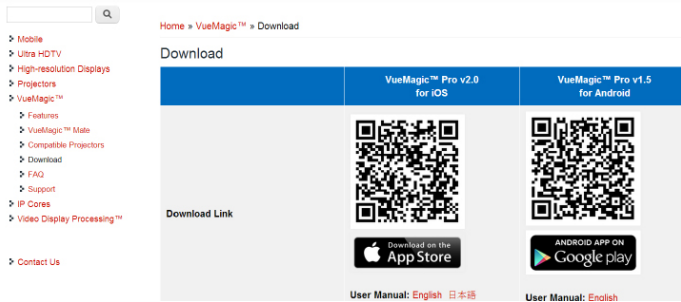 Home » VueMagic™ » Download
Mobile
Ultra HDTV
High-resolution Displays
Projectors
VueMagic™
Features
VueMagic™ Mate
Compatible Projectors
Download
FAQ
Support
IP Cores
Video Display Processing™
Contact Us
Download
VueMagic™ Pro v2.0
for iOS
VueMagic™ Pro v1.5
for Android
Download Link
Download on the
App Store
ANDROID APP ON
Google play
User Manual: English 日本語
User Manual: English